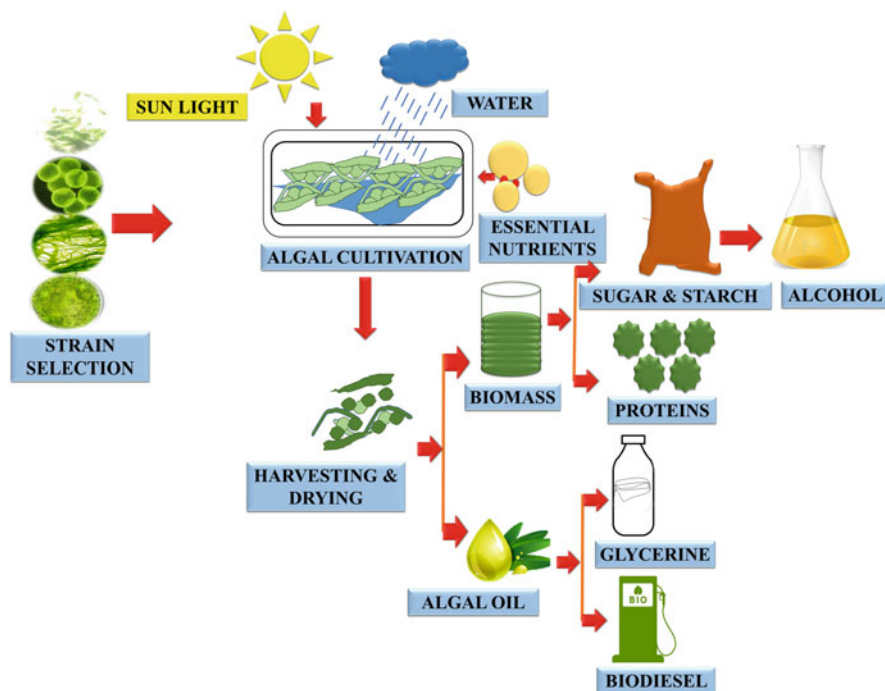 SUN LIGHT
WATER
ESSENTIAL
NUTRIENTS
ALGAL CULTIVATION
STRAIN
SELECTION
SUGAR & STARCH
ALCOHOL
BIOMASS
PROTEINS
HARVESTING &
DRYING
GLYCERINE
ALGAL OIL
BIO
BIODIESEL